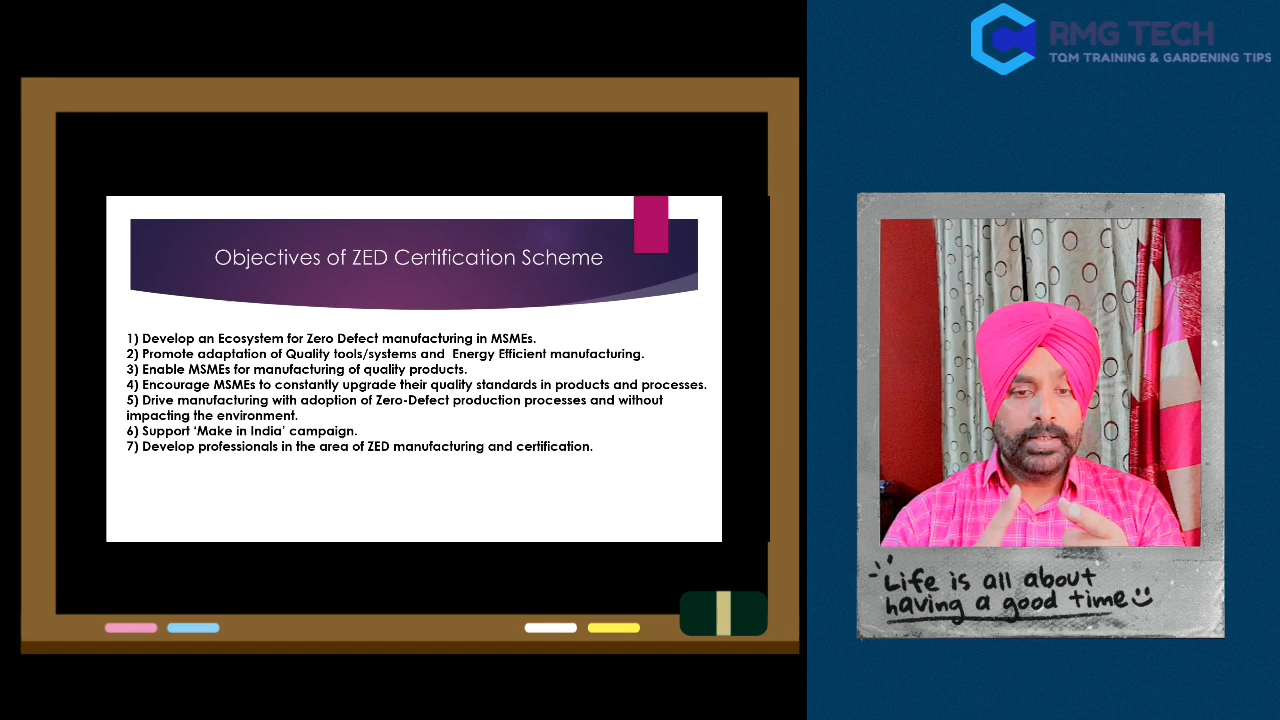 RMG TECH
TQM TRAINING & GARDENING TIPS
Objectives of ZED Certification Scheme
1) Develop an Ecosystem for Zero Defect manufacturing in MSMEs.
2) Promote adaptation of Quality tools/systems and Energy Efficient manufacturing.
3) Enable MSMEs for manufacturing of quality products.
4) Encourage MSMEs to constantly upgrade their quality standards in products and processes.
5) Drive manufacturing with adoption of Zero-Defect production processes and without
impacting the environment.
6) Support ‘Make in India’ campaign.
7) Develop professionals in the area of ZED manufacturing and certification.
Life is all about
having a good time